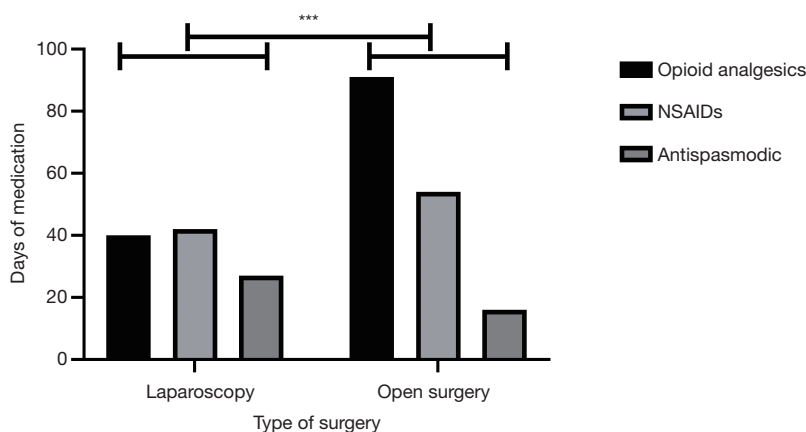 ***
100
80
60
40
20
0
Days of medication
Laparoscopy
Open surgery
Type of surgery
Opioid analgesics
NSAIDs
Antispasmodic